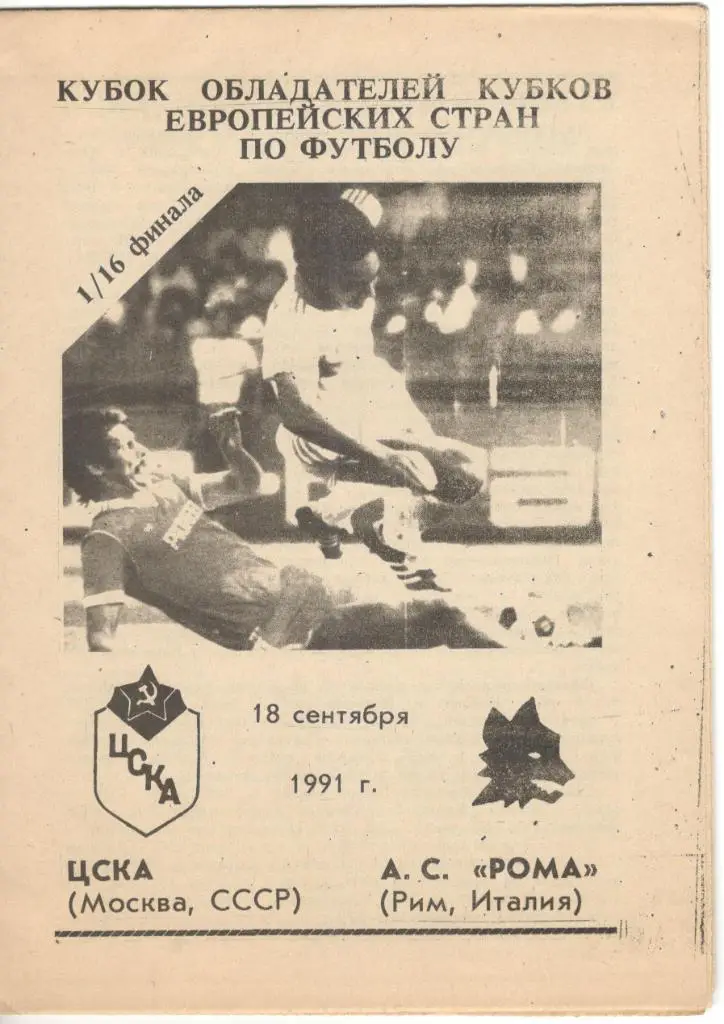 КУБОК ОБЛАДАТЕЛЕЙ КУБКОВ
ЕВРОПЕЙСКИХ СТРАН
ПО ФУТБОЛУ
1/16 финала
18 сентября
1991 г.
ЦСКА
ЦСКА
(Москва, СССР)
А. С. «РОМА»
(Рим, Италия)